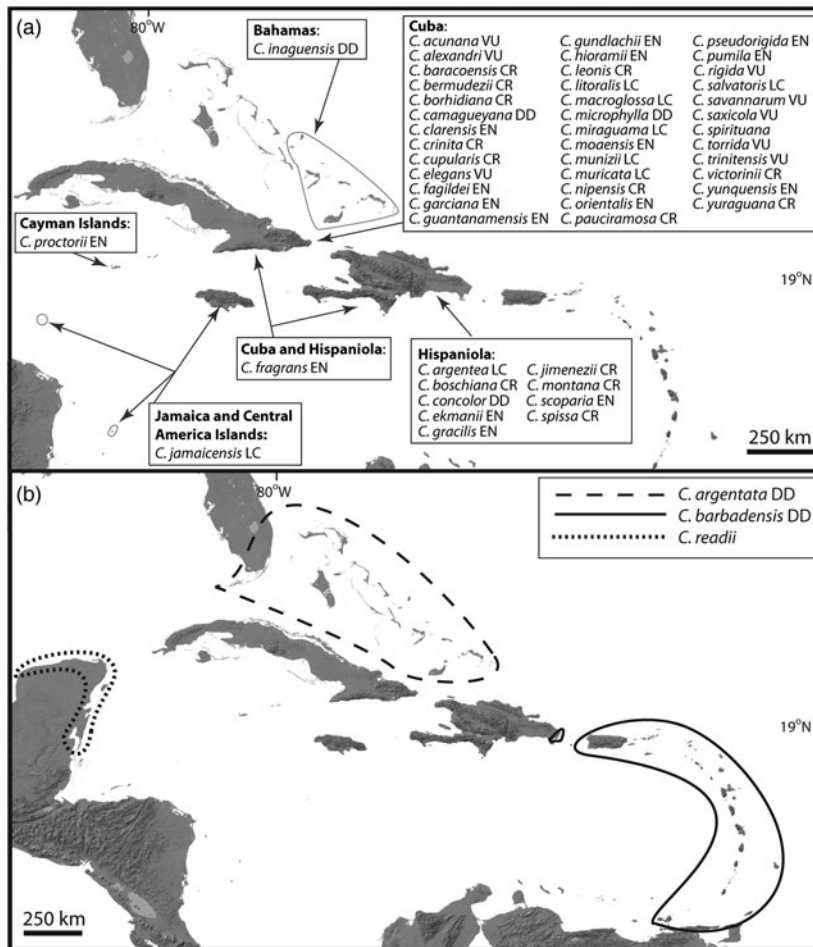 (a)
80°W
Bahamas:
C. inaguensis DD
Cuba:
C. acunana VU
C. alexandri VU
C. baracoensis CR
C. bermudezii CR
C. borhidiana CR
C. camagueyana DD
C. clarensis EN
C. crinita CR
C. cupularis CR
C. elegans VU
C. fagildei EN
C. garciana EN
C. guantanamensis EN
C. gundlachii EN
C. hioramii EN
C. leonis CR
C. litoralis LC
C. macroglossa LC
C. microphylla DD
C. miraguama LC
C. moaensis EN
C. munizii LC
C. muricata LC
C. nipensis CR
C. orientalis EN
C. pauciramosa CR
C. pseudorigida EN
C. pumila EN
C. rigida VU
C. salvatoris LC
C. savannarum VU
C. saxicola VU
C. spirituana
C. torrida VU
C. trinitensis VU
C. victorinii CR
C. yunquensis EN
C. yuraguana CR
Cayman Islands:
C. proctorii EN
19°N
Cuba and Hispaniola:
C. fragrans EN
Hispaniola:
C. argentea LC
C. boschiana CR
C. concolor DD
C. ekmanii EN
C. gracilis EN
C. jimenezii CR
C. montana CR
C. scoparia EN
C. spissa CR
Jamaica and Central
America Islands:
C. jamaicensis LC
250 km
(b)
80°W
C. argentata DD
C. barbadensis DD
C. readii
19°N
250 km